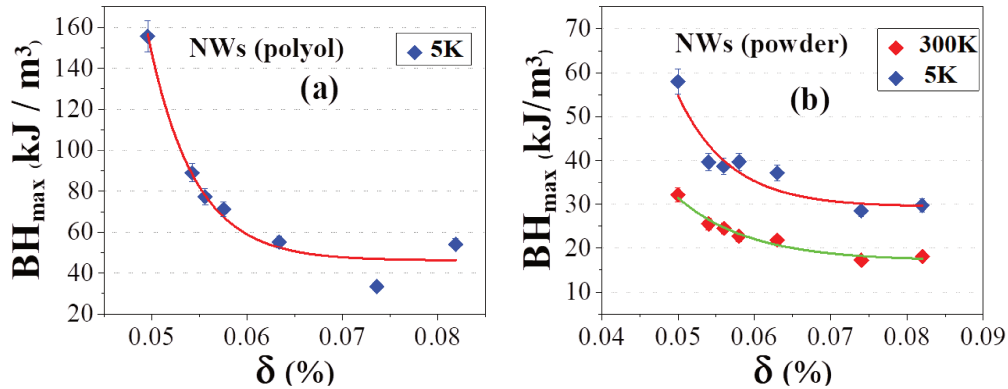 160
140
120
100
80
60
40
20
BH_max (kJ / m³)
NWs (polyol)
5K
(a)
0.05
0.06
0.07
0.08
δ (%)
70
60
50
40
30
20
10
BH_max (kJ/m³)
NWs (powder)
300K
5K
(b)
0.04
0.05
0.06
0.07
0.08
0.09
δ (%)